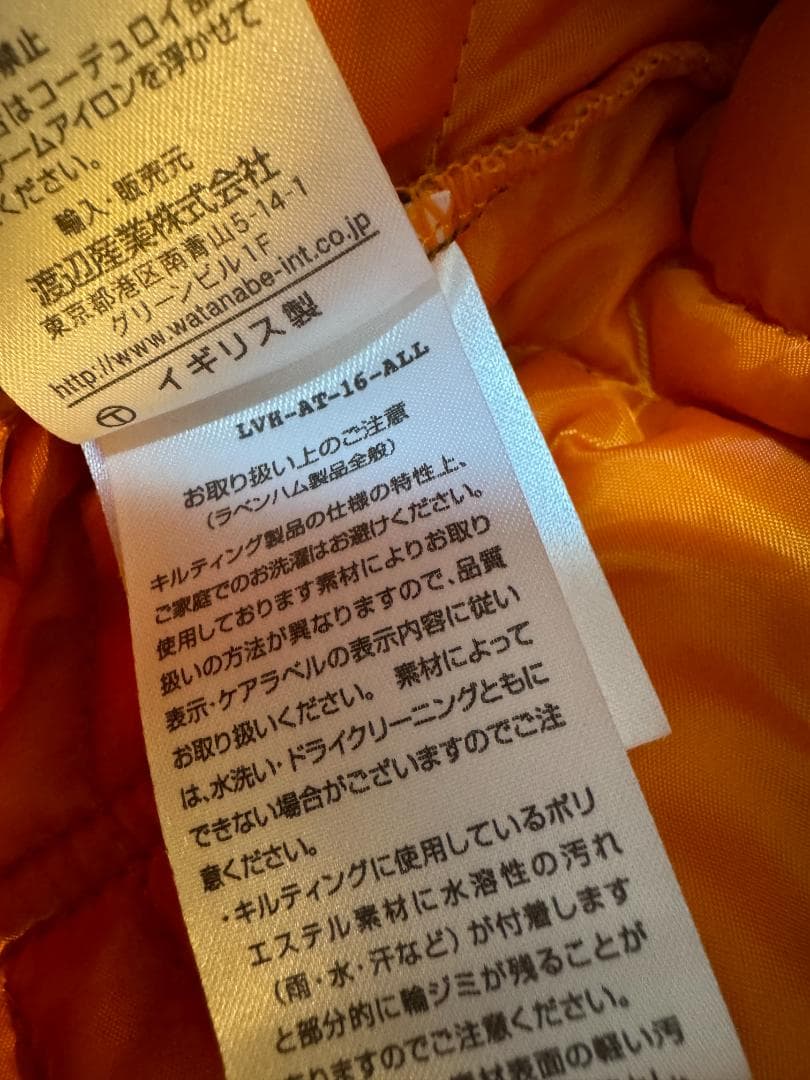 禁止
はコーデュロイ部
チームアイロンを浮かせて
ください。
輸入・販売元
渡辺産業株式会社
東京都港区南青山5-14-1
グリーンビル1F
http://www.watanabe-int.co.jp
イギリス製
LVH-AT-16-ALL
お取り扱い上のご注意
(ラベンハム製品全般)
キルティング製品の仕様の特性上、
ご家庭でのお洗濯はお避けください。
使用しております素材によりお取り
扱いの方法が異なりますので、品質
表示・ケアラベルの表示内容に従い
お取り扱いください。素材によって
は、水洗い・ドライクリーニングともに
できない場合がございますのでご注
意ください。
・キルティングに使用しているポリ
エステル素材に水溶性の汚れ
(雨・水・汗など)が付着します
と部分的に輪ジミが残ることが
ありますのでご注意ください。
素材表面の軽い汚